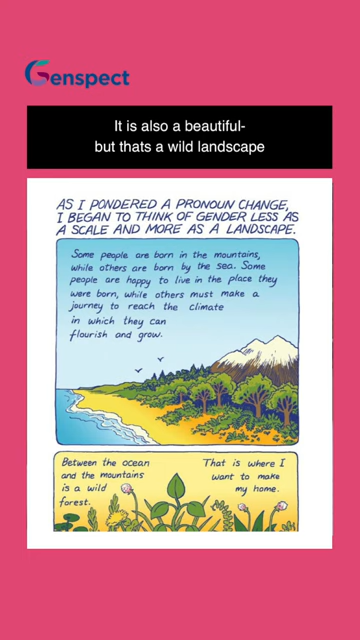 Genspect
It is also a beautiful-
but thats a wild landscape
AS I PONDERED A PRONOUN CHANGE,
I BEGAN TO THINK OF GENDER LESS AS
A SCALE AND MORE AS A LANDSCAPE.
Some people are born in the mountains,
while others are born by the sea. Some
people are happy to live in the place they
were born, while others must make a
journey to reach the climate
in which they can
flourish and grow.
Between the ocean
and the mountains
is a wild
forest.
That is where I
want to make
my home.